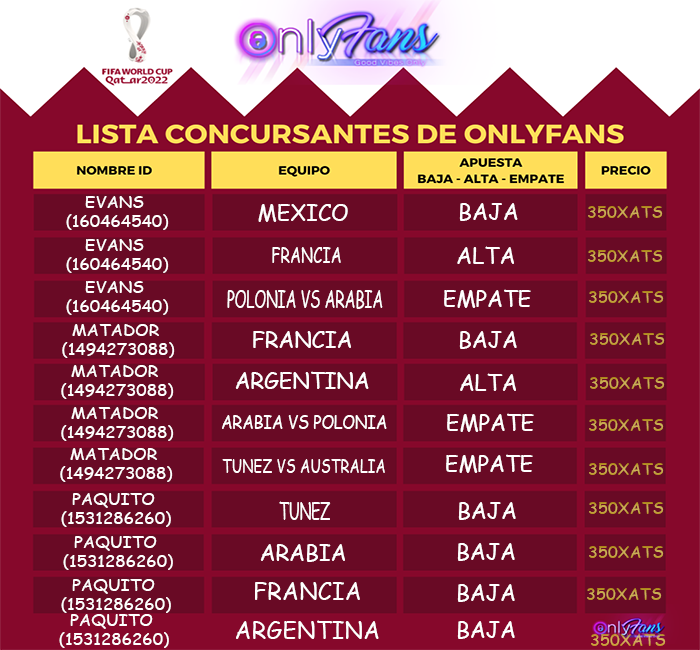 FIFA WORLD CUP
Qatar2022
OnlyFans
Good Vibes Only
LISTA CONCURSANTES DE ONLYFANS
NOMBRE ID EQUIPO APUESTA PRECIO
BAJA - ALTA - EMPATE
EVANS
(160464540) MEXICO BAJA 350XATS
EVANS
(160464540) FRANCIA ALTA 350XATS
EVANS
(160464540) POLONIA VS ARABIA EMPATE 350XATS
MATADOR
(1494273088) FRANCIA BAJA 350XATS
MATADOR
(1494273088) ARGENTINA ALTA 350XATS
MATADOR
(1494273088) ARABIA VS POLONIA EMPATE 350XATS
MATADOR
(1494273088) TUNEZ VS AUSTRALIA EMPATE 350XATS
PAQUITO
(1531286260) TUNEZ BAJA 350XATS
PAQUITO
(1531286260) ARABIA BAJA 350XATS
PAQUITO
(1531286260) FRANCIA BAJA 350XATS
PAQUITO OnlyFans
(1531286260) ARGENTINA BAJA 350XATS